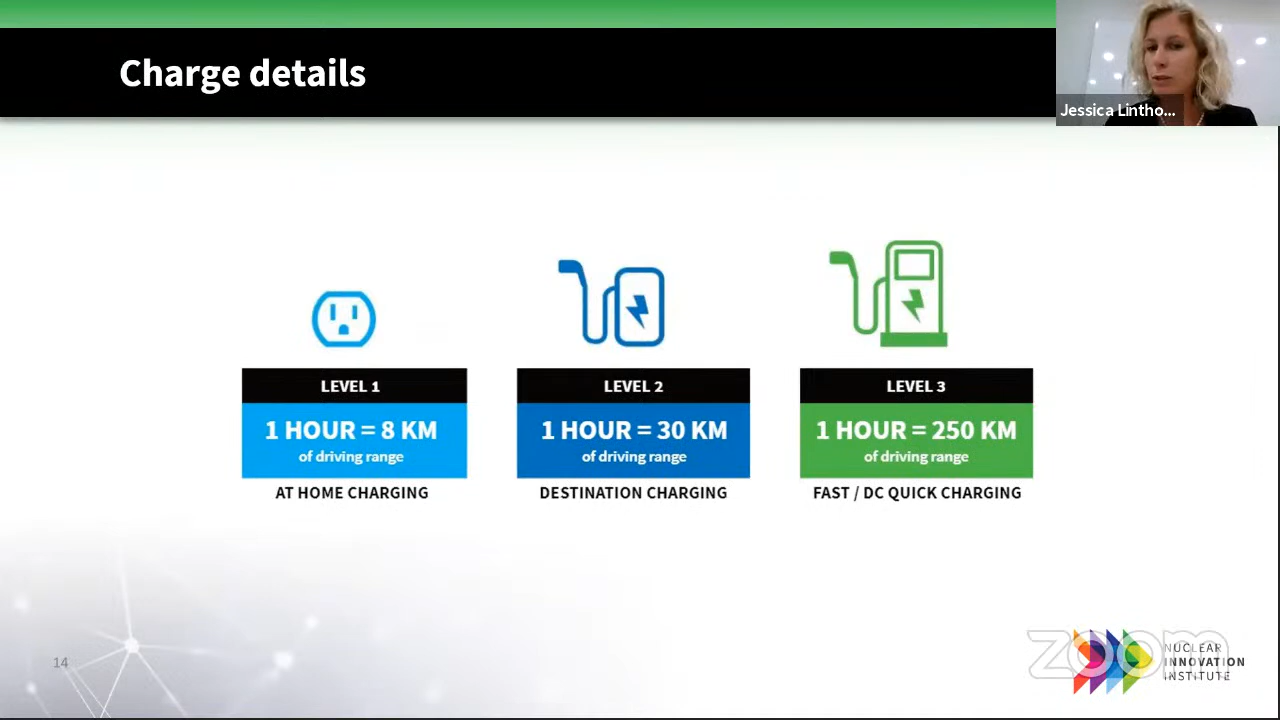 Charge details
Jessica Lintho...
LEVEL 1
1 HOUR = 8 KM
of driving range
AT HOME CHARGING
LEVEL 2
1 HOUR = 30 KM
of driving range
DESTINATION CHARGING
LEVEL 3
1 HOUR = 250 KM
of driving range
FAST / DC QUICK CHARGING
14
zoom
NUCLEAR
INNOVATION
INSTITUTE